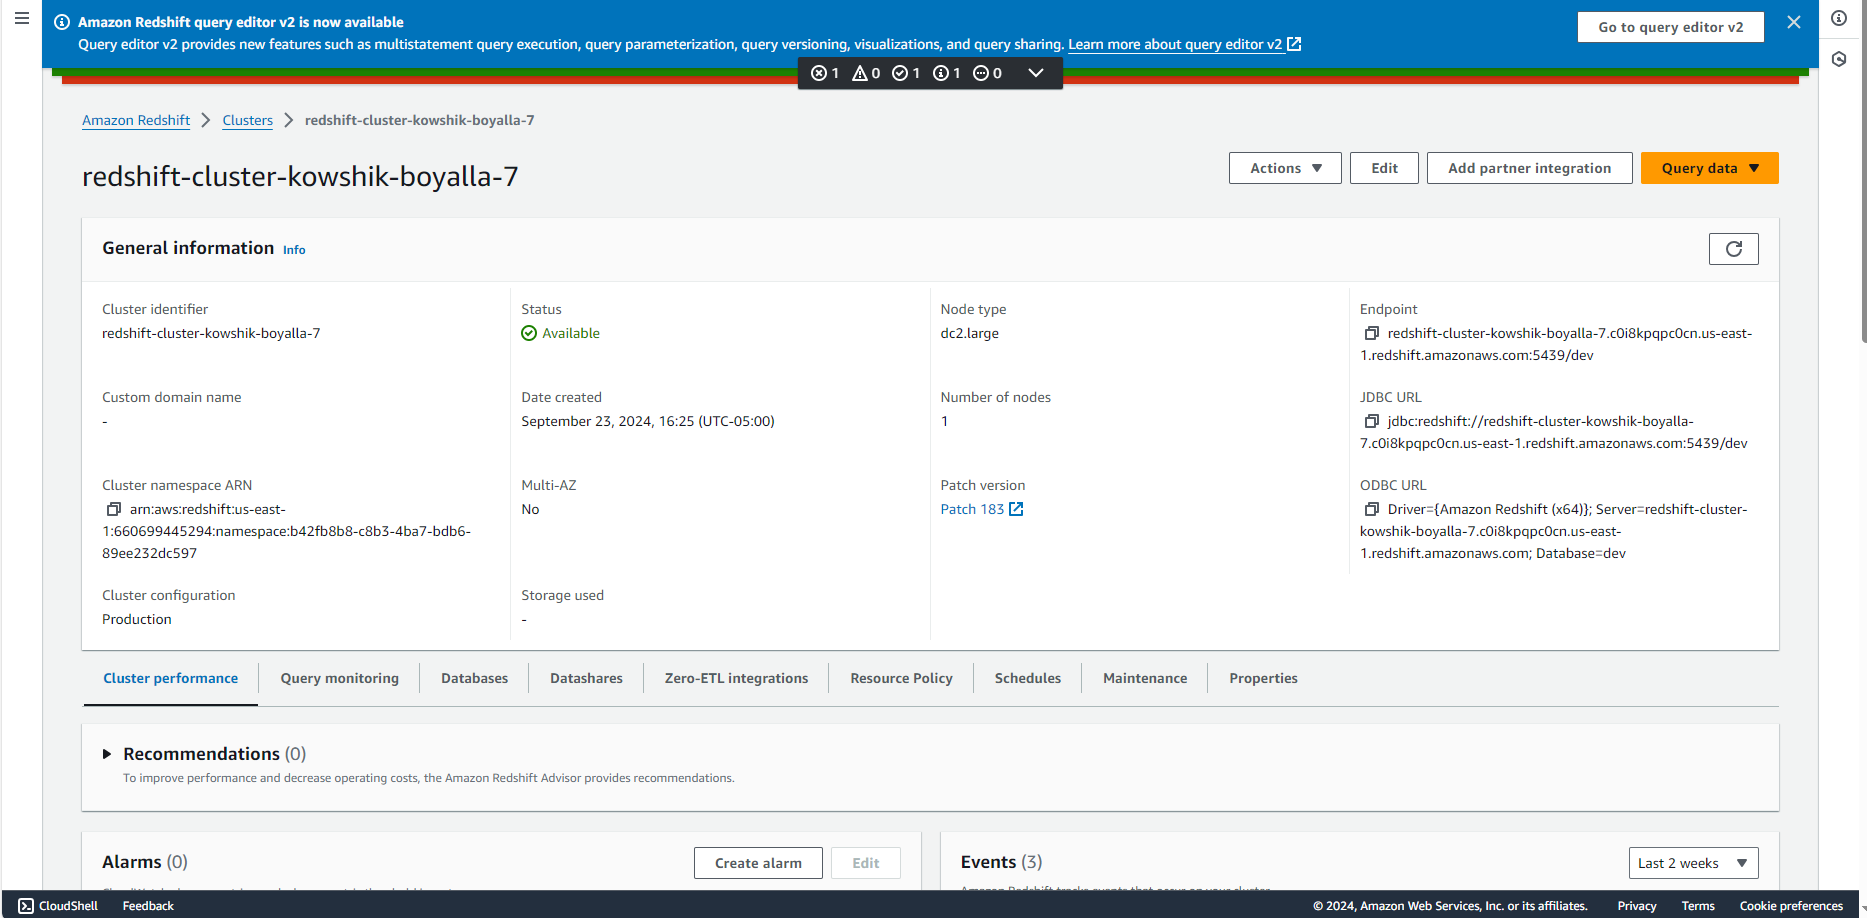 Amazon Redshift query editor v2 is now available
Query editor v2 provides new features such as multistatement query execution, query parameterization, query versioning, visualizations, and query sharing. Learn more about query editor v2
Go to query editor v2
1 0 1 1 0
Amazon Redshift > Clusters > redshift-cluster-kowshik-boyalla-7
redshift-cluster-kowshik-boyalla-7
Actions
Edit
Add partner integration
Query data
General information Info
Cluster identifier
redshift-cluster-kowshik-boyalla-7
Status
Available
Node type
dc2.large
Endpoint
redshift-cluster-kowshik-boyalla-7.c0i8kpqpc0cn.us-east-
1.redshift.amazonaws.com:5439/dev
Custom domain name
-
Date created
September 23, 2024, 16:25 (UTC-05:00)
Number of nodes
1
JDBC URL
jdbc:redshift://redshift-cluster-kowshik-boyalla-
7.c0i8kpqpc0cn.us-east-1.redshift.amazonaws.com:5439/dev
Cluster namespace ARN
arn:aws:redshift:us-east-
1:660699445294:namespace:b42fb8b8-c8b3-4ba7-bdb6-
89ee232dc597
Multi-AZ
No
Patch version
Patch 183
ODBC URL
Driver={Amazon Redshift (x64)}; Server=redshift-cluster-
kowshik-boyalla-7.c0i8kpqpc0cn.us-east-
1.redshift.amazonaws.com; Database=dev
Cluster configuration
Production
Storage used
-
Cluster performance
Query monitoring
Databases
Datashares
Zero-ETL integrations
Resource Policy
Schedules
Maintenance
Properties
Recommendations (0)
To improve performance and decrease operating costs, the Amazon Redshift Advisor provides recommendations.
Alarms (0)
Create alarm
Edit
Events (3)
Last 2 weeks
Amazon Redshift tracks events that occur on your cluster
CloudShell
Feedback
© 2024, Amazon Web Services, Inc. or its affiliates.
Privacy
Terms
Cookie preferences